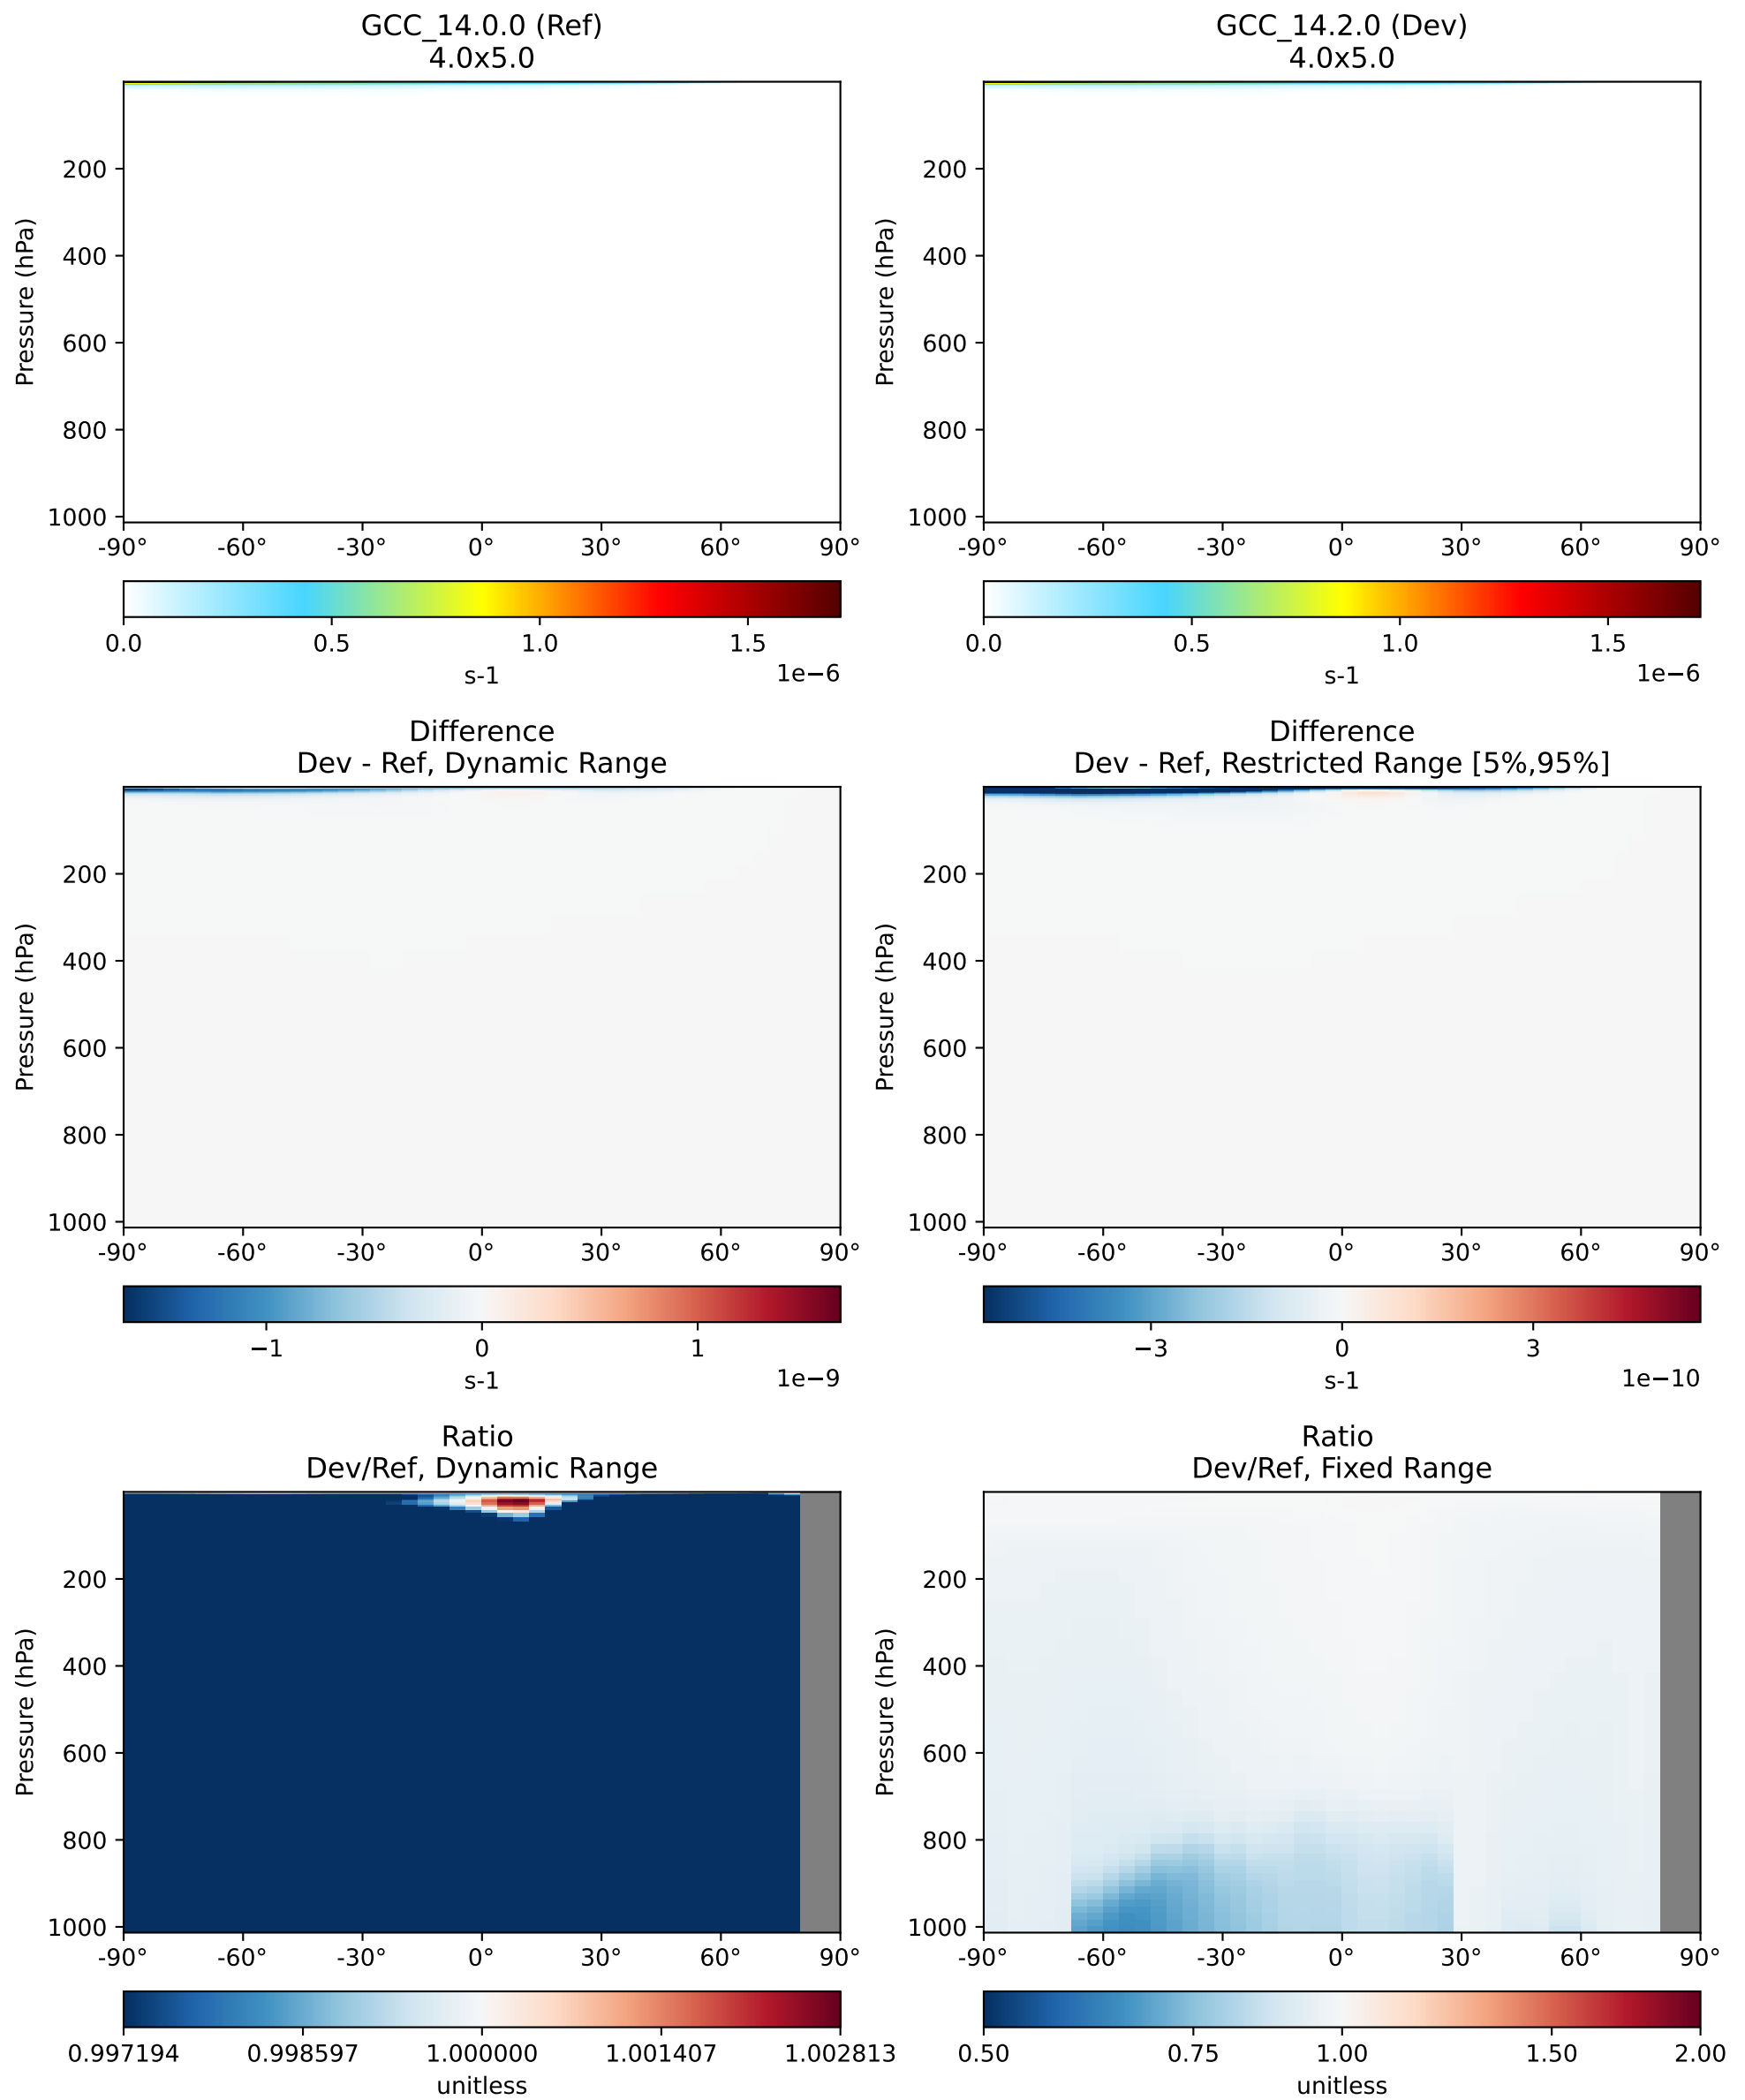 GCC_14.0.0 (Ref)
4.0x5.0
GCC_14.2.0 (Dev)
4.0x5.0
Pressure (hPa)
200
400
600
800
1000
-90° -60° -30° 0° 30° 60° 90°
0.0 0.5 1.0 1.5
s-1
1e−6
Pressure (hPa)
200
400
600
800
1000
-90° -60° -30° 0° 30° 60° 90°
0.0 0.5 1.0 1.5
s-1
1e−6
Difference
Dev - Ref, Dynamic Range
Difference
Dev - Ref, Restricted Range [5%,95%]
Pressure (hPa)
200
400
600
800
1000
-90° -60° -30° 0° 30° 60° 90°
−1 0 1
s-1
1e−9
Pressure (hPa)
200
400
600
800
1000
-90° -60° -30° 0° 30° 60° 90°
−3 0 3
s-1
1e−10
Ratio
Dev/Ref, Dynamic Range
Ratio
Dev/Ref, Fixed Range
Pressure (hPa)
200
400
600
800
1000
-90° -60° -30° 0° 30° 60° 90°
0.997194 0.998597 1.000000 1.001407 1.002813
unitless
Pressure (hPa)
200
400
600
800
1000
-90° -60° -30° 0° 30° 60° 90°
0.50 0.75 1.00 1.50 2.00
unitless